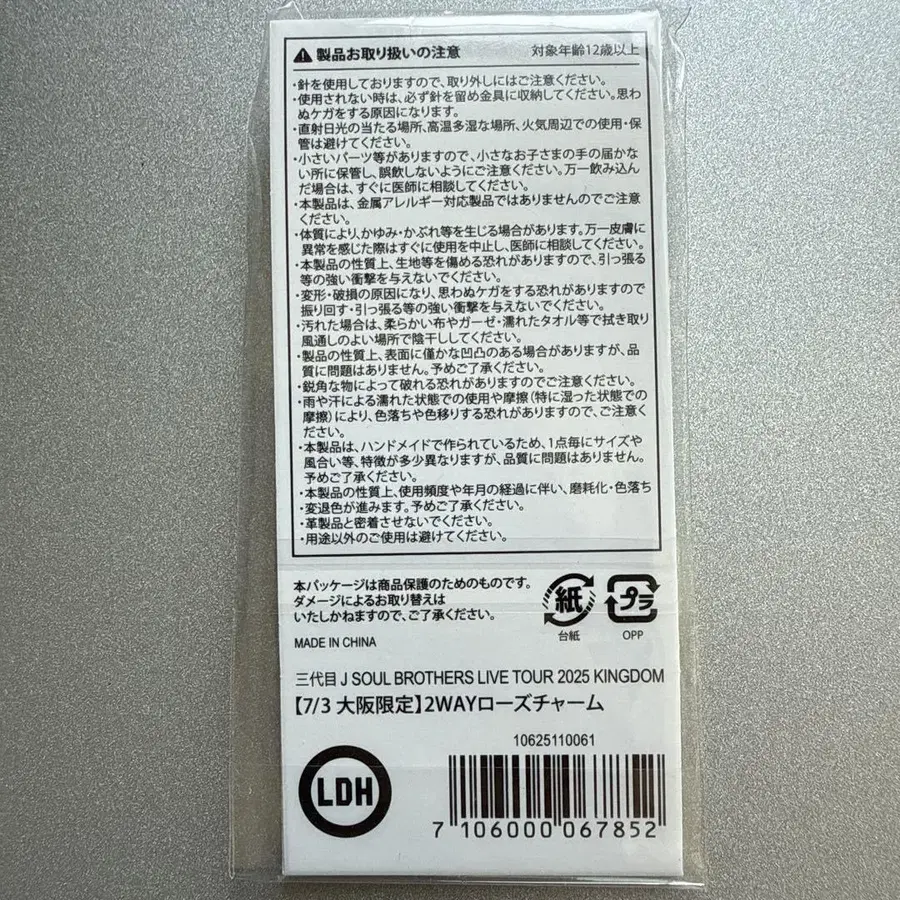 製品お取り扱いの注意 対象年齢12歳以上
・針を使用しておりますので、取り外しにはご注意ください。
・使用されない時は、必ず針を留め金具に収納してください。思わ
ぬケガをする原因になります。
・直射日光の当たる場所、高温多湿な場所、火気周辺での使用・保
管は避けてください。
・小さいパーツ等がありますので、小さなお子さまの手の届かな
い所に保管し、誤飲しないようにご注意ください。万一飲み込ん
だ場合は、すぐに医師に相談してください。
・本製品は、金属アレルギー対応製品ではありませんのでご注意
ください。
・体質により、かゆみ・かぶれ等を生じる場合があります。万一皮膚に
異常を感じた際はすぐに使用を中止し、医師に相談してください。
・本製品の性質上、生地等を傷める恐れがありますので、引っ張る
等の強い衝撃を与えないでください。
・変形・破損の原因になり、思わぬケガをする恐れがありますので
振り回す・引っ張る等の強い衝撃を与えないでください。
・汚れた場合は、柔らかい布やガーゼ・濡れたタオル等で拭き取り
風通しのよい場所で陰干ししてください。
・製品の性質上、表面に僅かな凹凸のある場合がありますが、品
質に問題はありません。予めご了承ください。
・鋭角な物によって破れる恐れがありますのでご注意ください。
・雨や汗による濡れた状態での使用や摩擦(特に湿った状態での
摩擦)により、色落ちや色移りする恐れがありますので、ご注意く
ださい。
・本製品は、ハンドメイドで作られているため、1点毎にサイズや
風合い等、特徴が多少異なりますが、品質に問題はありません。
予めご了承ください。
・本製品の性質上、使用頻度や年月の経過に伴い、磨耗化・色落ち
変退色が進みます。予めご了承ください。
・革製品と密着させないでください。
・用途以外のご使用は避けてください。
本パッケージは商品保護のためのものです。
ダメージによるお取り替えは
いたしかねますので、ご了承ください。
紙 プラ
台紙 OPP
MADE IN CHINA
三代目 J SOUL BROTHERS LIVE TOUR 2025 KINGDOM
【7/3 大阪限定】2WAYローズチャーム
10625110061
LDH
7 106000 067852